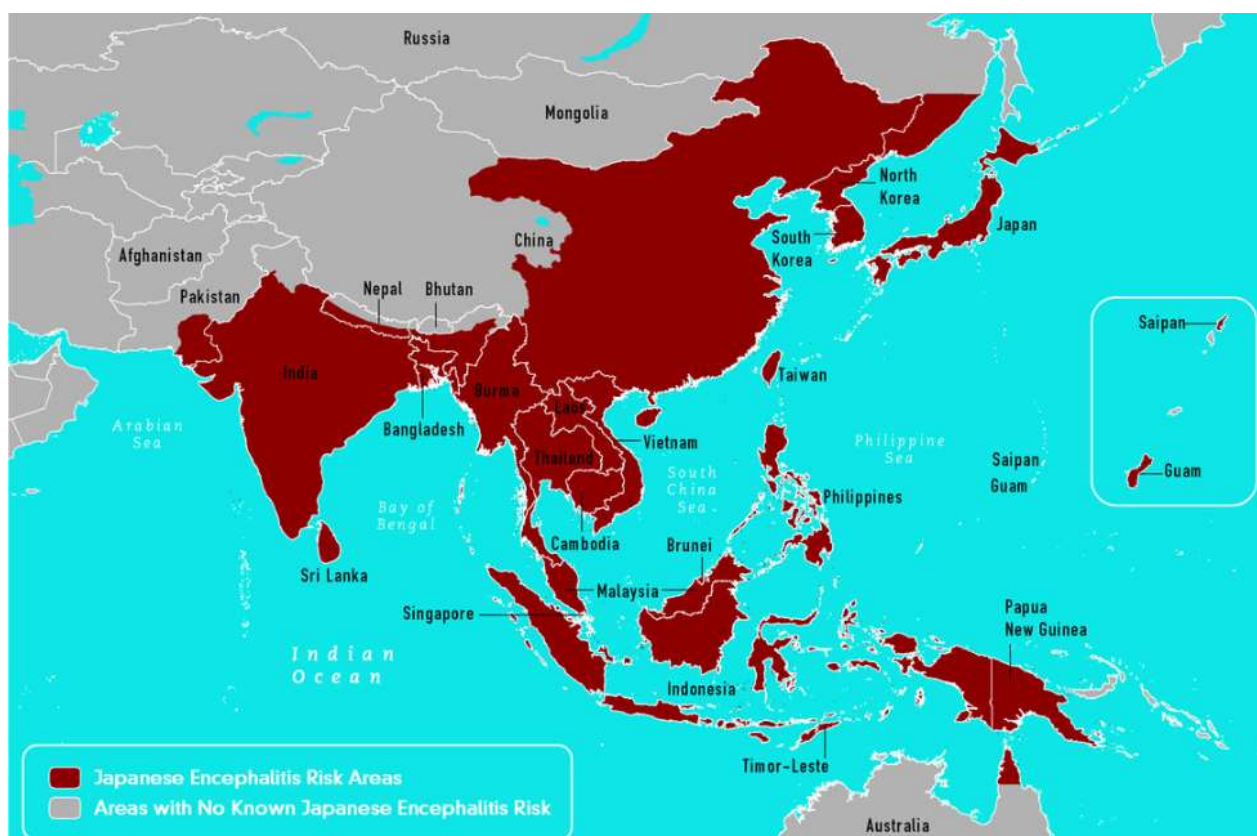 Russia
Mongolia
North
Korea
China
South
Korea
Japan
Afghanistan
Pakistan
Nepal
Bhutan
Saipan
India
Burma
Taiwan
Laos
Arabian
Sea
Bangladesh
Vietnam
Thailand
Philippine
Sea
Saipan
Guam
Guam
South
China
Sea
Philippines
Bay of
Bengal
Cambodia
Brunei
Sri Lanka
Malaysia
Singapore
Papua
New Guinea
Indian
Ocean
Indonesia
Timor-Leste
Japanese Encephalitis Risk Areas
Areas with No Known Japanese Encephalitis Risk
Australia